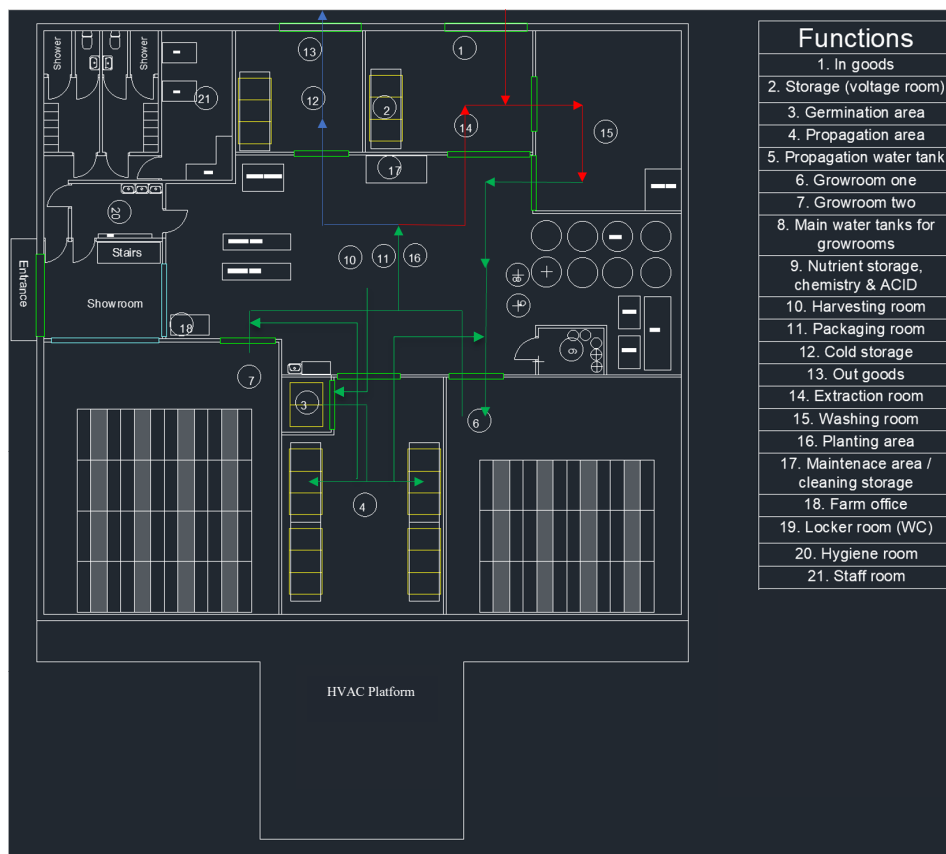 Functions
1. In goods
2. Storage (voltage room)
3. Germination area
4. Propagation area
5. Propagation water tank
6. Growroom one
7. Growroom two
8. Main water tanks for
growrooms
9. Nutrient storage,
chemistry & ACID
10. Harvesting room
11. Packaging room
12. Cold storage
13. Out goods
14. Extraction room
15. Washing room
16. Planting area
17. Maintenace area /
cleaning storage
18. Farm office
19. Locker room (WC)
20. Hygiene room
21. Staff room
Shower
Shower
13
1
21
12
2
14
15
17
20
Stairs
10
11
16
Entrance
Showroom
18
9
7
3
6
4
HVAC Platform